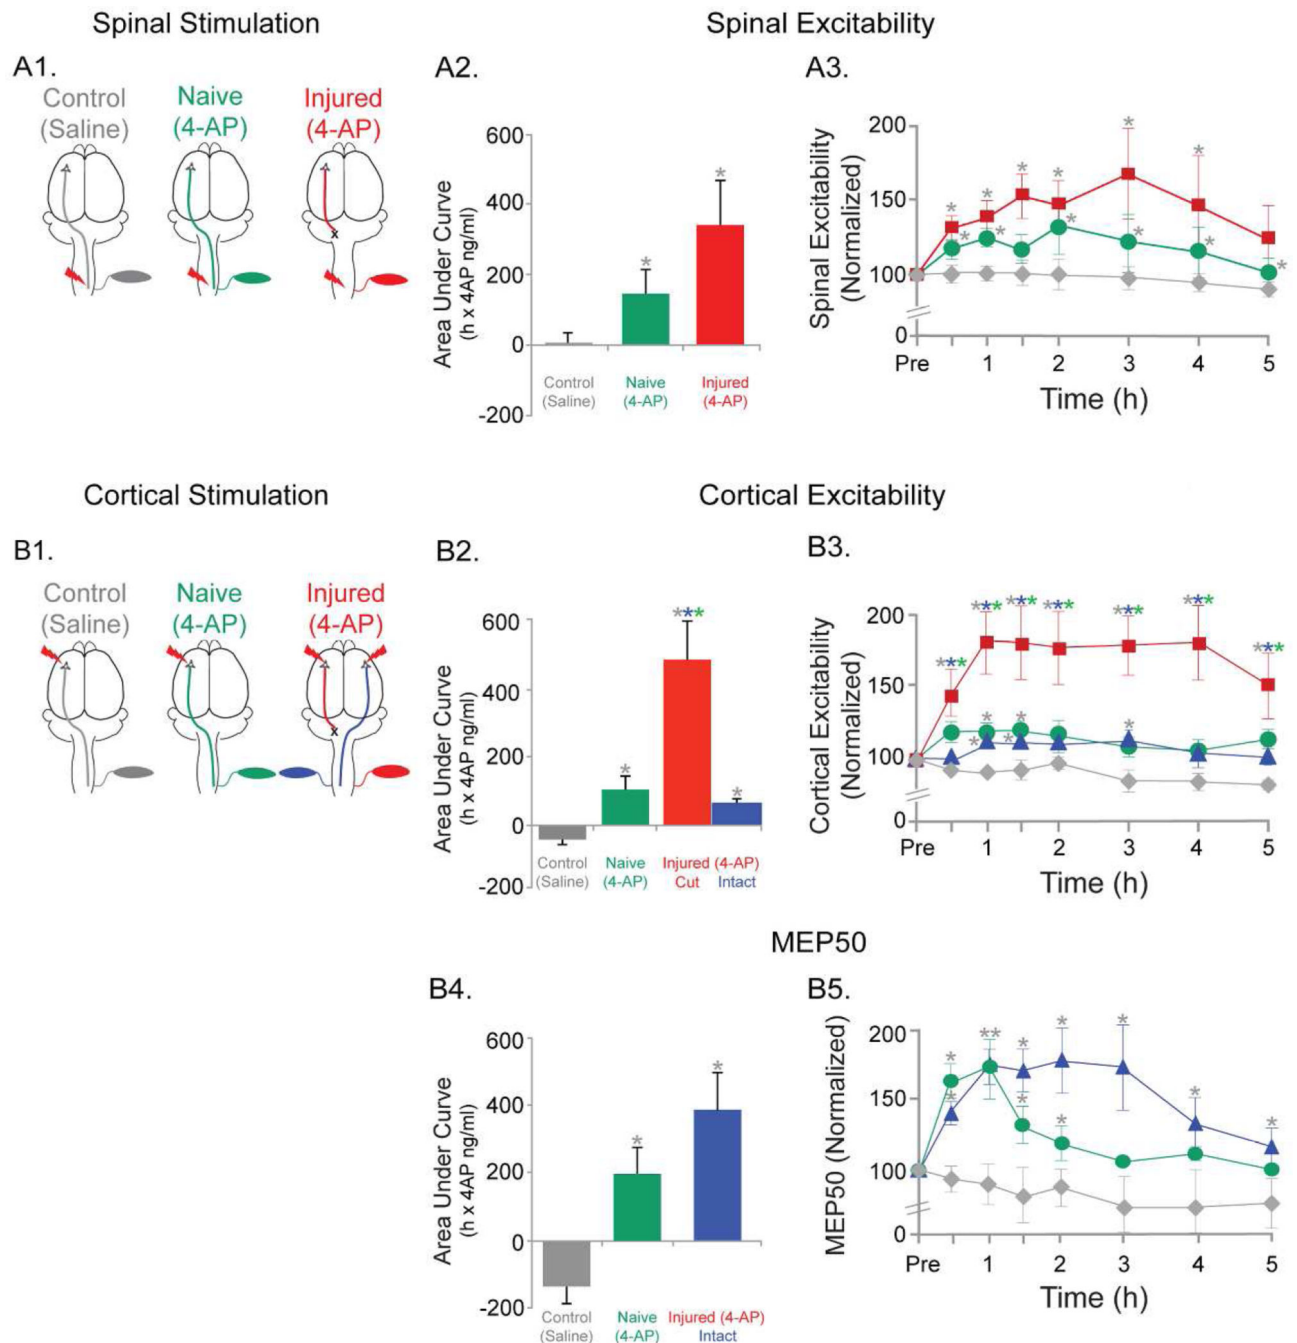 Spinal Stimulation
Spinal Excitability
A1.
Control
(Saline)
Naive
(4-AP)
Injured
(4-AP)
x
A2.
Area Under Curve
(h x 4AP ng/ml)
600
400
200
0
-200
*
*
Control
(Saline)
Naive
(4-AP)
Injured
(4-AP)
A3.
Spinal Excitability
(Normalized)
200
150
100
0
* * * * * *
* * * * * *
Pre 1 2 3 4 5
Time (h)
Cortical Stimulation
Cortical Excitability
B1.
Control
(Saline)
Naive
(4-AP)
Injured
(4-AP)
x
B2.
Area Under Curve
(h x 4AP ng/ml)
600
400
200
0
-200
*
***
*
Control
(Saline)
Naive
(4-AP)
Injured (4-AP)
Cut Intact
B3.
Cortical Excitability
(Normalized)
200
150
100
0
*** *** *** *** *** *** ***
* * * * *
Pre 1 2 3 4 5
Time (h)
MEP50
B4.
Area Under Curve
(h x 4AP ng/ml)
600
400
200
0
-200
*
*
Control
(Saline)
Naive
(4-AP)
Injured (4-AP)
Intact
B5.
MEP50 (Normalized)
200
150
100
0
* ** * * * * *
* * *
Pre 1 2 3 4 5
Time (h)